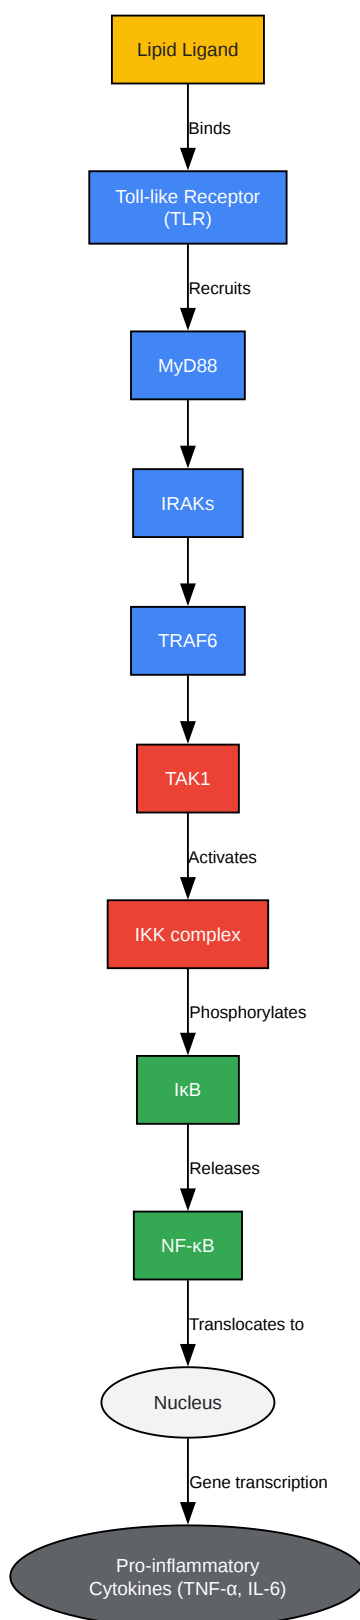 Lipid Ligand
Binds
Toll-like Receptor
(TLR)
Recruits
MyD88
IRAKs
TRAF6
TAK1
Activates
IKK complex
Phosphorylates
IκB
Releases
NF-κB
Translocates to
Nucleus
Gene transcription
Pro-inflammatory
Cytokines (TNF-α, IL-6)